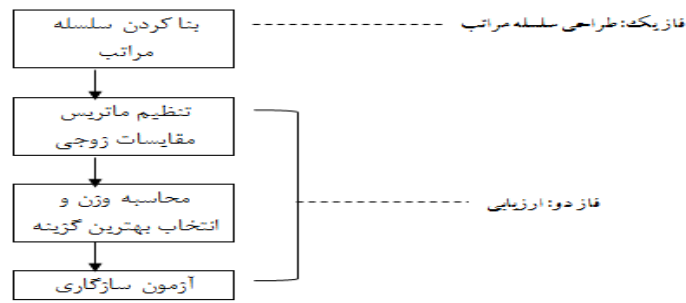 بنا کردن سلسله
مراتب
فاز یک: طراحی سلسله مراتب
تنظیم ماتریس
مقایسات زوجی
محاسبه وزن و
انتخاب بهترین گزینه
فاز دو: ارزیابی
آزمون سازگاری